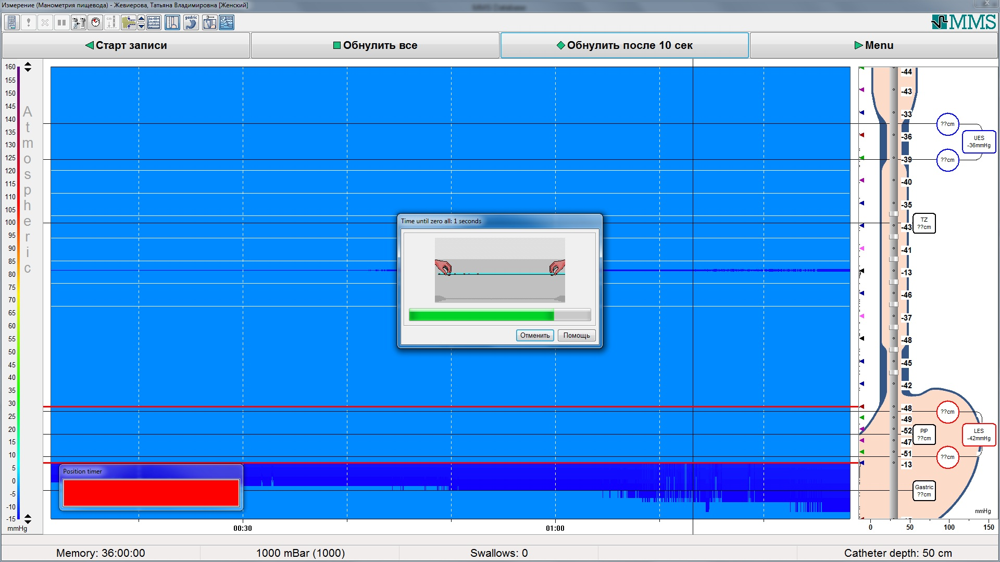 Измерение (Манометрия пищевода) - Жевиерова, Татьяна Владимировна [Женский]
MMS Database
cm
gastric
MMS
Старт записи
Обнулить все
Обнулить после 10 сек
Menu
160
155
150
145
140
135
130
125
120
115
110
105
100
95
90
85
80
75
70
65
60
55
50
45
40
35
30
25
20
15
10
5
0
-5
-10
-15
mmHg
Atmospheric
Time until zero all: 1 seconds
Отменить
Помощь
Position timer
00:30
01:00
-44
-43
-33
-36
-39
-40
-35
-43
-41
-13
-46
-37
-48
-45
-42
-48
-49
-52
-47
-51
-13
??cm
UES
-36mmHg
??cm
TZ
??cm
??cm
PIP
??cm
LES
-42mmHg
??cm
Gastric
??cm
mmHg
0
50
100
150
Memory: 36:00:00
1000 mBar (1000)
Swallows: 0
Catheter depth: 50 cm